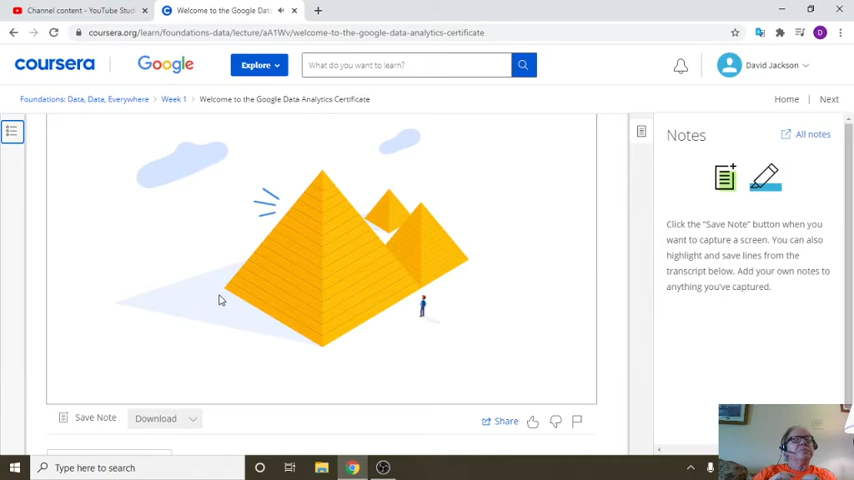 Channel content - YouTube Stud
Welcome to the Google Data
coursera.org/learn/foundations-data/lecture/aA1Wv/welcome-to-the-google-data-analytics-certificate
D
coursera
Google
Explore
What do you want to learn?
David Jackson
Foundations: Data, Data, Everywhere
Week 1
Welcome to the Google Data Analytics Certificate
Home
Next
Notes
All notes
Click the "Save Note" button when you
want to capture a screen. You can also
highlight and save lines from the
transcript below. Add your own notes to
anything you've captured.
Save Note
Download
Share
Type here to search